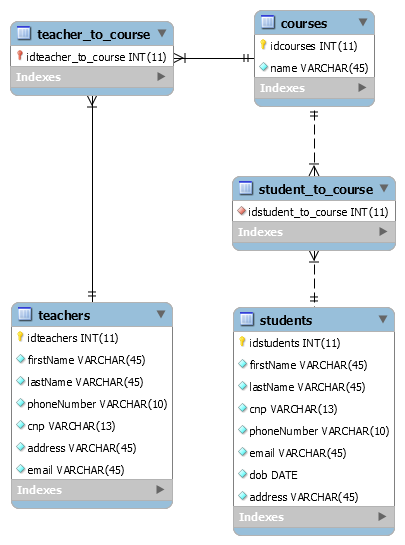 teacher_to_course
idteacher_to_course INT(11)
Indexes
courses
idcourses INT(11)
name VARCHAR(45)
Indexes
student_to_course
idstudent_to_course INT(11)
Indexes
teachers
idteachers INT(11)
firstName VARCHAR(45)
lastName VARCHAR(45)
phoneNumber VARCHAR(10)
cnp VARCHAR(13)
address VARCHAR(45)
email VARCHAR(45)
Indexes
students
idstudents INT(11)
firstName VARCHAR(45)
lastName VARCHAR(45)
cnp VARCHAR(13)
phoneNumber VARCHAR(10)
email VARCHAR(45)
dob DATE
address VARCHAR(45)
Indexes